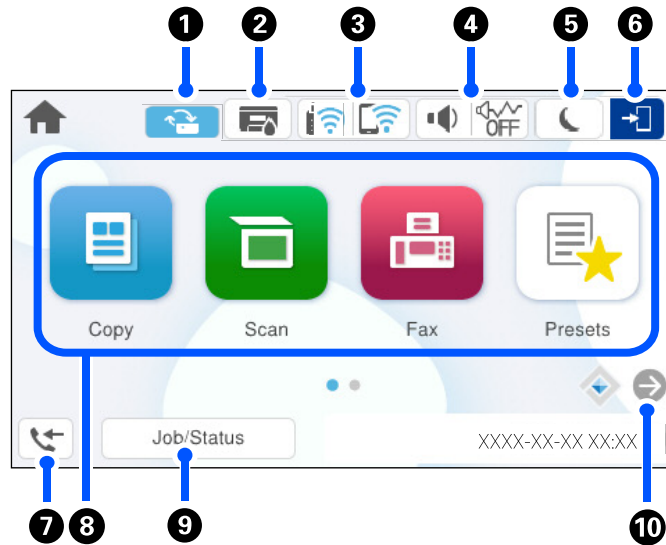 1 2 3 4 5 6
OFF
Copy Scan Fax Presets
Job/Status XXXX-XX-XX XX:XX
7 8 9 10